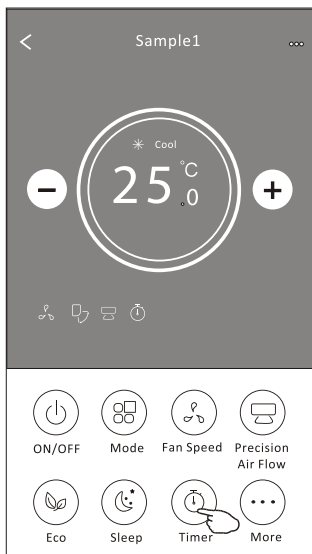 Sample1
Cool
25.0 °C
ON/OFF
Mode
Fan Speed
Precision
Air Flow
Eco
Sleep
Timer
More